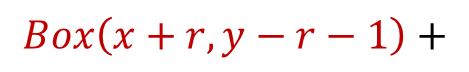 Box(x + r, y − r − 1) +